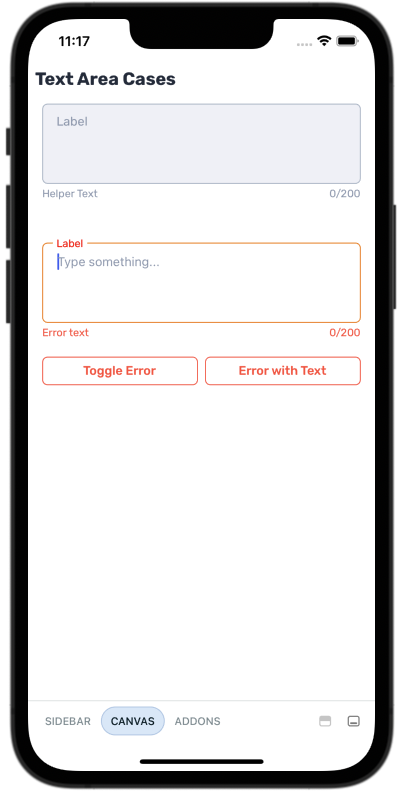 11:17
Text Area Cases
Label
Helper Text 0/200
Label
Type something...
Error text 0/200
Toggle Error Error with Text
SIDEBAR CANVAS ADDONS